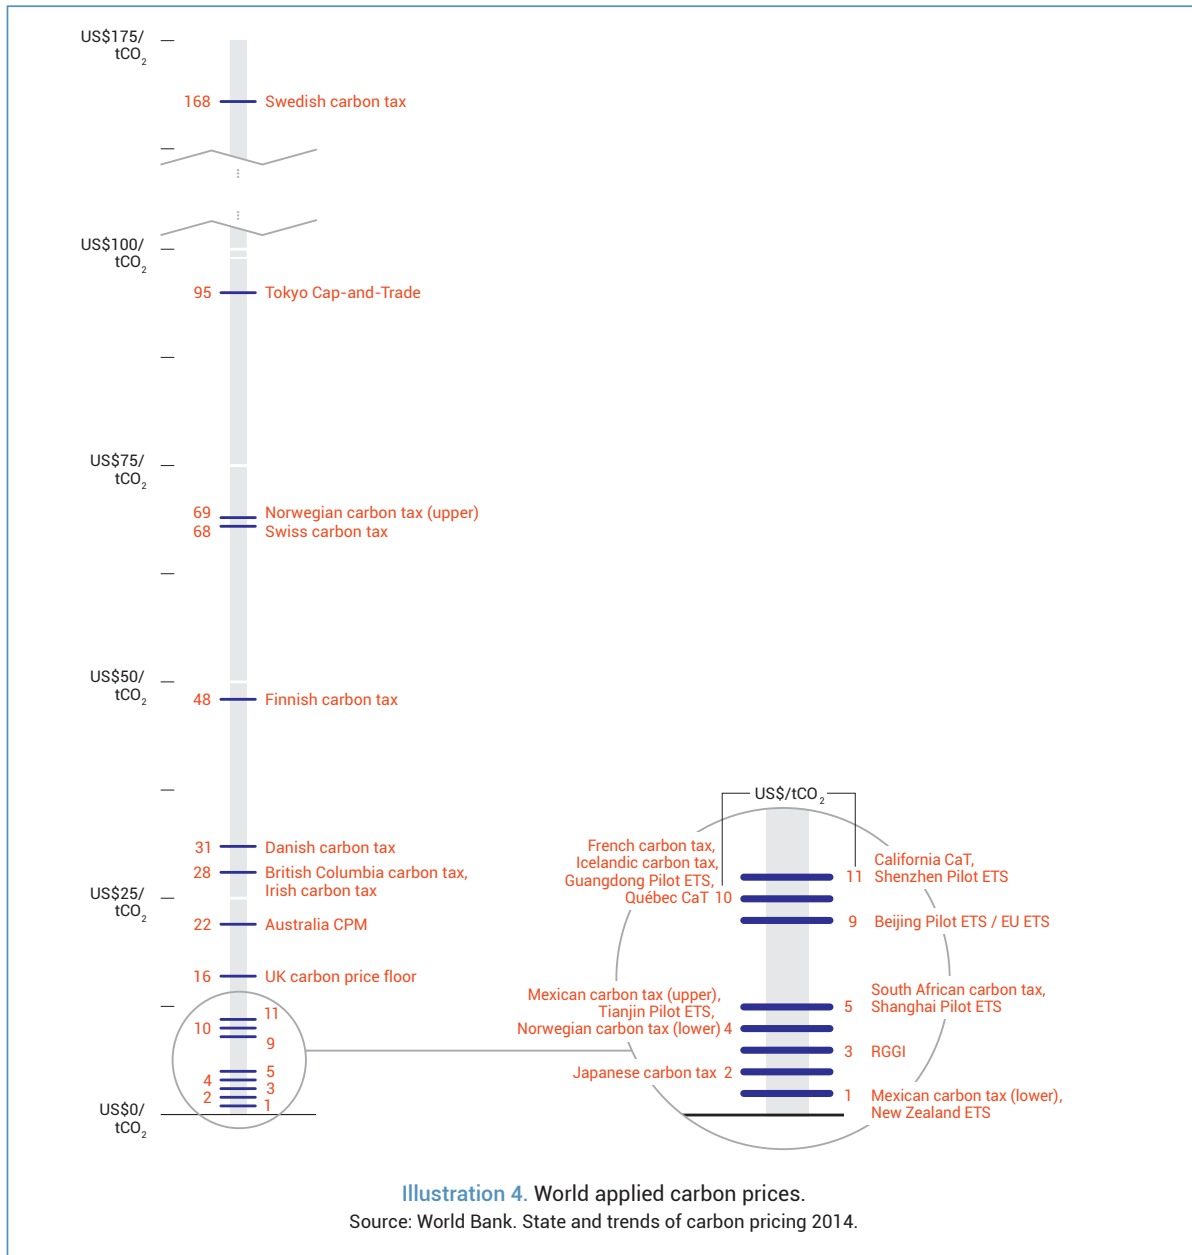 US$175/
tCO2
168 Swedish carbon tax
US$100/
tCO2
95 Tokyo Cap-and-Trade
US$75/
tCO2
69 Norwegian carbon tax (upper)
68 Swiss carbon tax
US$50/
tCO2
48 Finnish carbon tax
31 Danish carbon tax
28 British Columbia carbon tax,
Irish carbon tax
US$25/
tCO2
22 Australia CPM
16 UK carbon price floor
11
10
9
5
4
3
2
1
US$0/
tCO2
US$/tCO2
French carbon tax,
Icelandic carbon tax,
Guangdong Pilot ETS,
Québec CaT 10
California CaT,
11 Shenzhen Pilot ETS
9 Beijing Pilot ETS / EU ETS
Mexican carbon tax (upper),
Tianjin Pilot ETS,
Norwegian carbon tax (lower) 4
South African carbon tax,
5 Shanghai Pilot ETS
3 RGGI
Japanese carbon tax 2
1 Mexican carbon tax (lower),
New Zealand ETS
Illustration 4. World applied carbon prices.
Source: World Bank. State and trends of carbon pricing 2014.